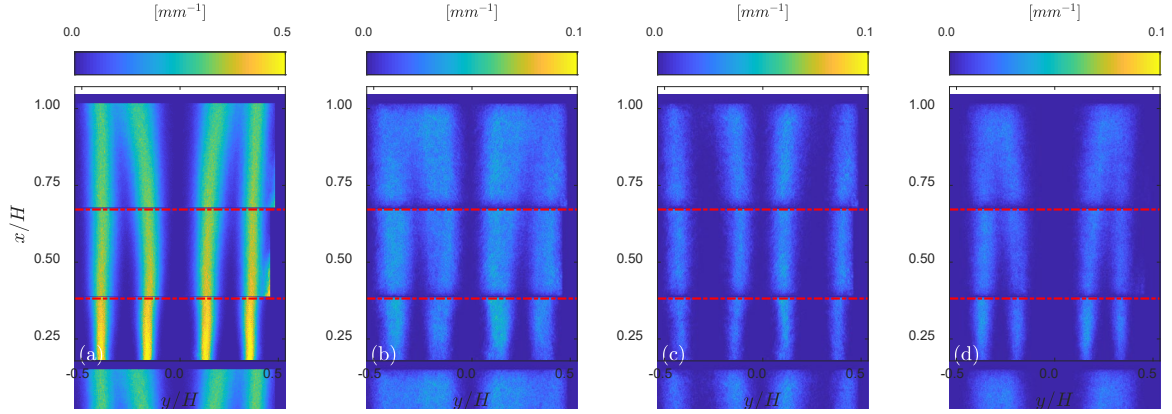 [mm⁻¹] [mm⁻¹] [mm⁻¹] [mm⁻¹]
0.0 0.5 0.0 0.1 0.0 0.1 0.0 0.1
1.00 1.00 1.00 1.00
0.75 0.75 0.75 0.75
x/H
0.50 0.50 0.50 0.50
0.25 0.25 0.25 0.25
(a) (b) (c) (d)
-0.5 0.0 0.5 -0.5 0.0 0.5 -0.5 0.0 0.5 -0.5 0.0 0.5
y/H y/H y/H y/H